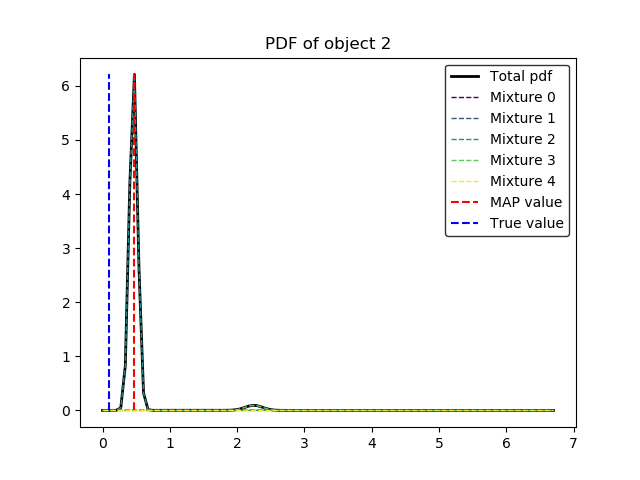 PDF of object 2
Total pdf
Mixture 0
Mixture 1
Mixture 2
Mixture 3
Mixture 4
MAP value
True value
6
5
4
3
2
1
0
0 1 2 3 4 5 6 7